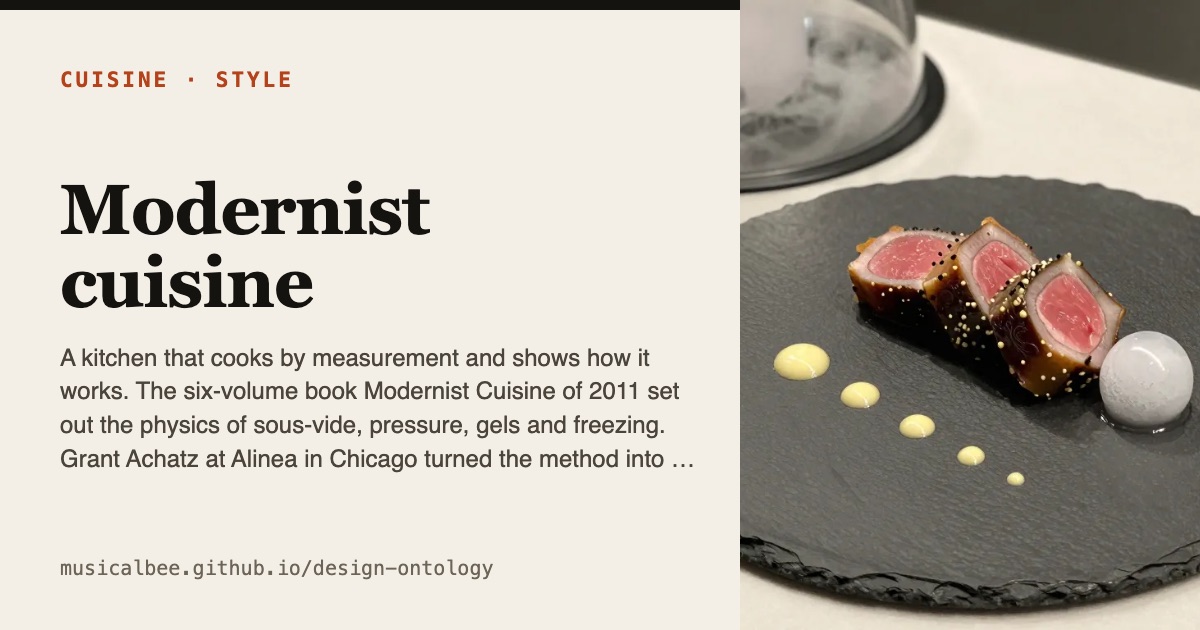 CUISINE · STYLE
Modernist
cuisine
A kitchen that cooks by measurement and shows how it
works. The six-volume book Modernist Cuisine of 2011 set
out the physics of sous-vide, pressure, gels and freezing.
Grant Achatz at Alinea in Chicago turned the method into …
musicalbee.github.io/design-ontology